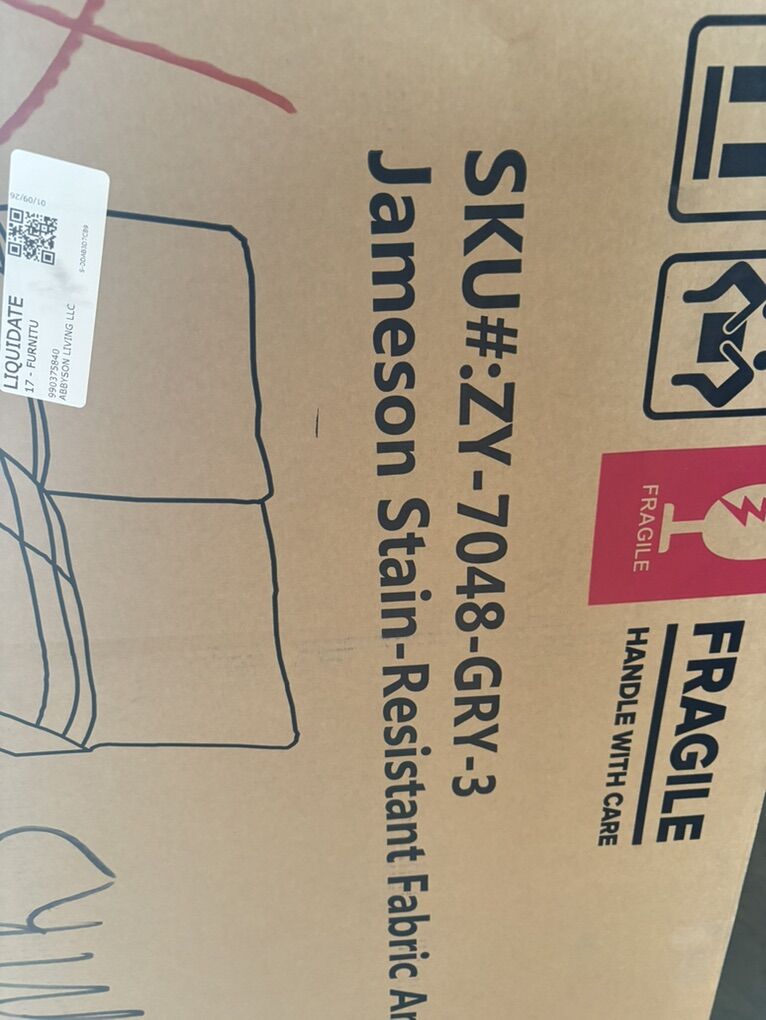 SKU#:ZY-7048-GRY-3
Jameson Stain-Resistant Fabric Ar
FRAGILE
FRAGILE
HANDLE WITH CARE
LIQUIDATE
17 - FURNITU
990375840
ABBYSON LIVING LLC
01/09/26